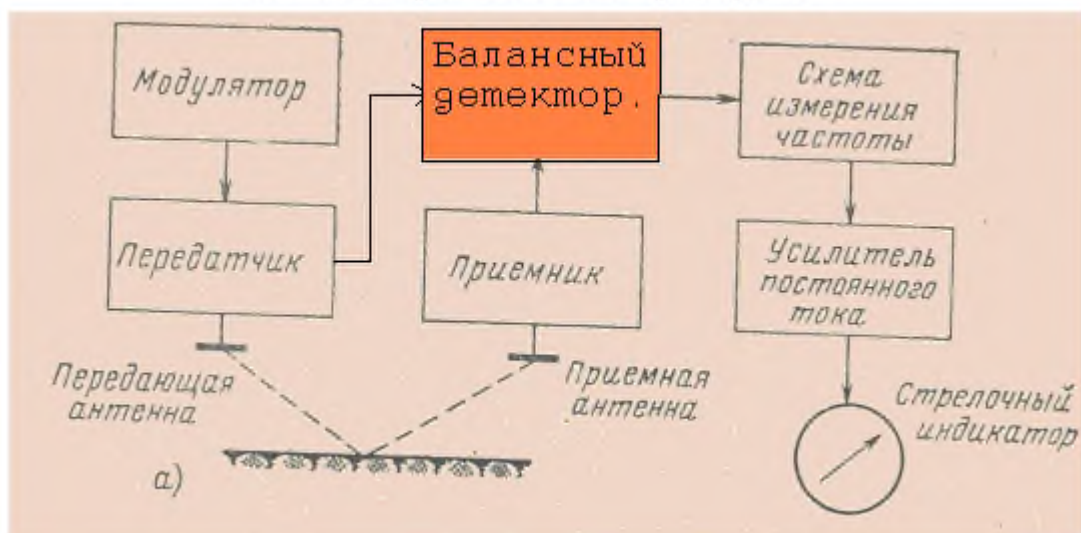 Модулятор
Балансный
детектор.
Схема
измерения
частоты
Передатчик
Приемник
Усилитель
постоянного
тока
Передающая
антенна
Приемная
антенна
Стрелочный
индикатор
а)